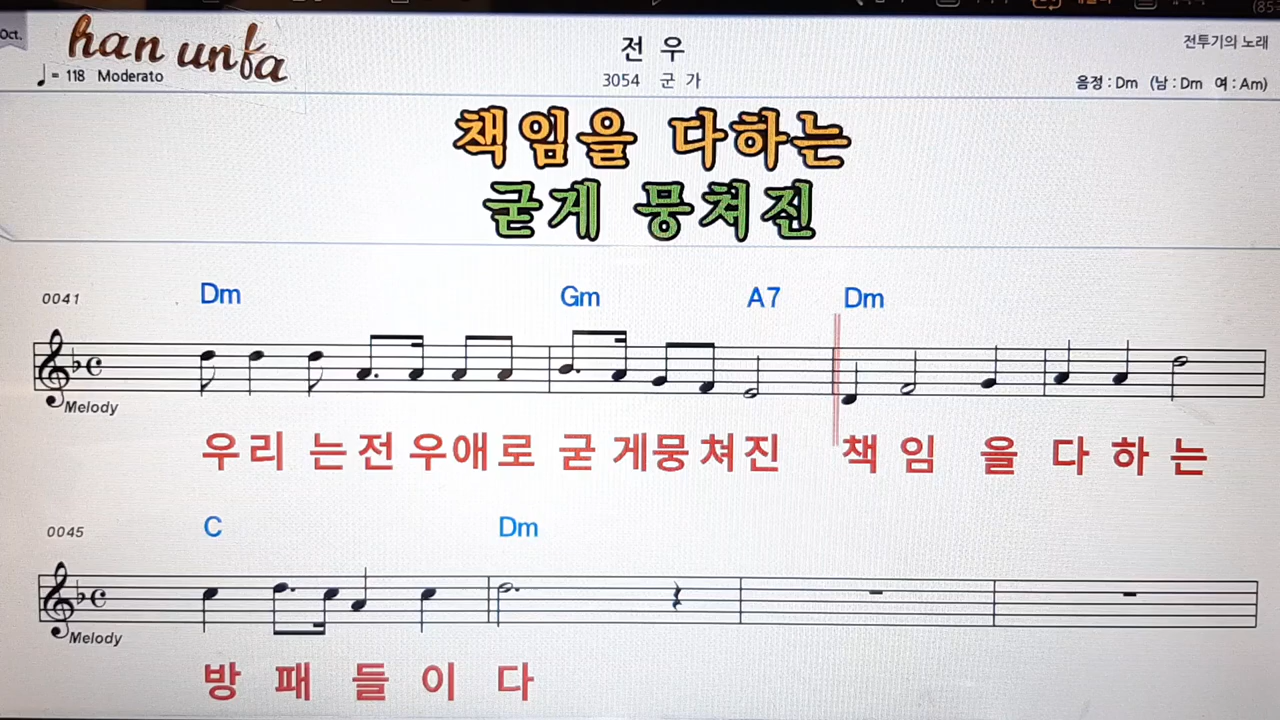 Oct.
han unfa
♩= 118 Moderato
전 우
3054 군 가
전투기의 노래
음정 : Dm (남 : Dm 여 : Am)
책임을 다하는
굳게 뭉쳐진
0041
Dm Gm A7 Dm
Melody
우리 는전 우애로 굳 게뭉쳐진 책 임 을 다 하 는
0045
C Dm
Melody
방 패 들 이 다